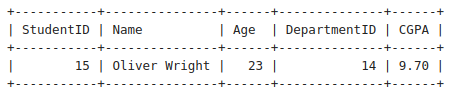 +-----------+---------------+------+--------------+------+
| StudentID | Name          | Age  | DepartmentID | CGPA |
+-----------+---------------+------+--------------+------+
|        15 | Oliver Wright |   23 |           14 | 9.70 |
+-----------+---------------+------+--------------+------+